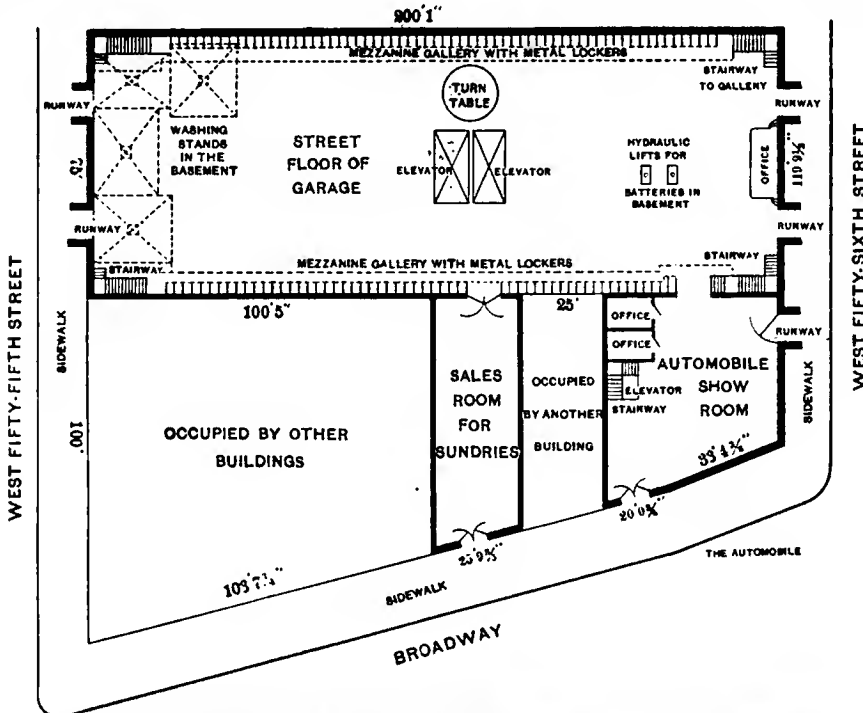 200'1"
MEZZANINE GALLERY WITH METAL LOCKERS
STAIRWAY
TO GALLERY
RUNWAY
RUNWAY
TURN
TABLE
WASHING
STANDS
IN THE
BASEMENT
STREET
FLOOR OF
GARAGE
ELEVATOR
ELEVATOR
HYDRAULIC
LIFTS FOR
BATTERIES IN
BASEMENT
OFFICE
75'
RUNWAY
RUNWAY
MEZZANINE GALLERY WITH METAL LOCKERS
STAIRWAY
STAIRWAY
WEST FIFTY-FIFTH STREET
SIDEWALK
100'5"
25'
OFFICE
OFFICE
RUNWAY
AUTOMOBILE
SHOW
ROOM
ELEVATOR
STAIRWAY
SALES
ROOM
FOR
SUNDRIES
OCCUPIED
BY ANOTHER
BUILDING
OCCUPIED BY OTHER
BUILDINGS
100'
SIDEWALK
WEST FIFTY-SIXTH STREET
103'7¼"
SIDEWALK
THE AUTOMOBILE
BROADWAY